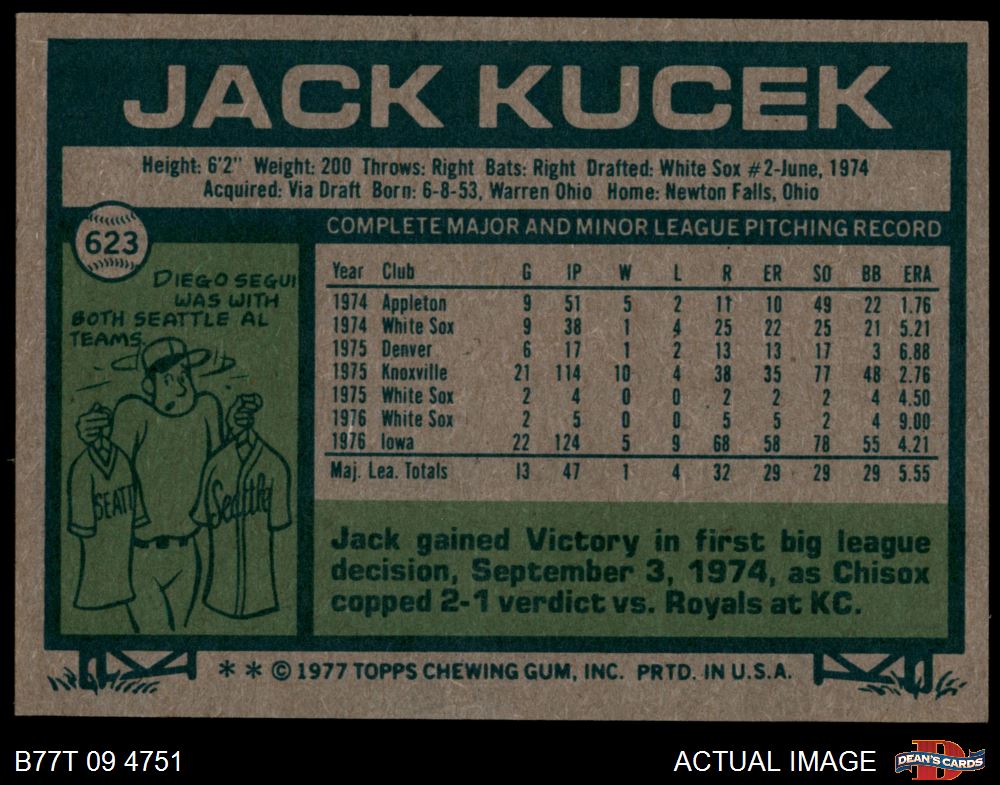 JACK KUCEK
Height: 6'2" Weight: 200 Throws: Right Bats: Right Drafted: White Sox #2-June, 1974
Acquired: Via Draft Born: 6-8-53, Warren Ohio Home: Newton Falls, Ohio
623
DIEGO SEGUI
WAS WITH
BOTH SEATTLE AL
TEAMS.
SEATT
Seattle
COMPLETE MAJOR AND MINOR LEAGUE PITCHING RECORD
Year Club G IP W L R ER SO BB ERA
1974 Appleton 9 51 5 2 11 10 49 22 1.76
1974 White Sox 9 38 1 4 25 22 25 21 5.21
1975 Denver 6 17 1 2 13 13 17 3 6.88
1975 Knoxville 21 114 10 4 38 35 77 48 2.76
1975 White Sox 2 4 0 0 2 2 2 4 4.50
1976 White Sox 2 5 0 0 5 5 2 4 9.00
1976 Iowa 22 124 5 9 68 58 78 55 4.21
Maj. Lea. Totals 13 47 1 4 32 29 29 29 5.55
Jack gained Victory in first big league
decision, September 3, 1974, as Chisox
copped 2-1 verdict vs. Royals at KC.
* * © 1977 TOPPS CHEWING GUM, INC. PRTD. IN U.S.A.
B77T 09 4751
ACTUAL IMAGE
D
DEAN'S CARDS